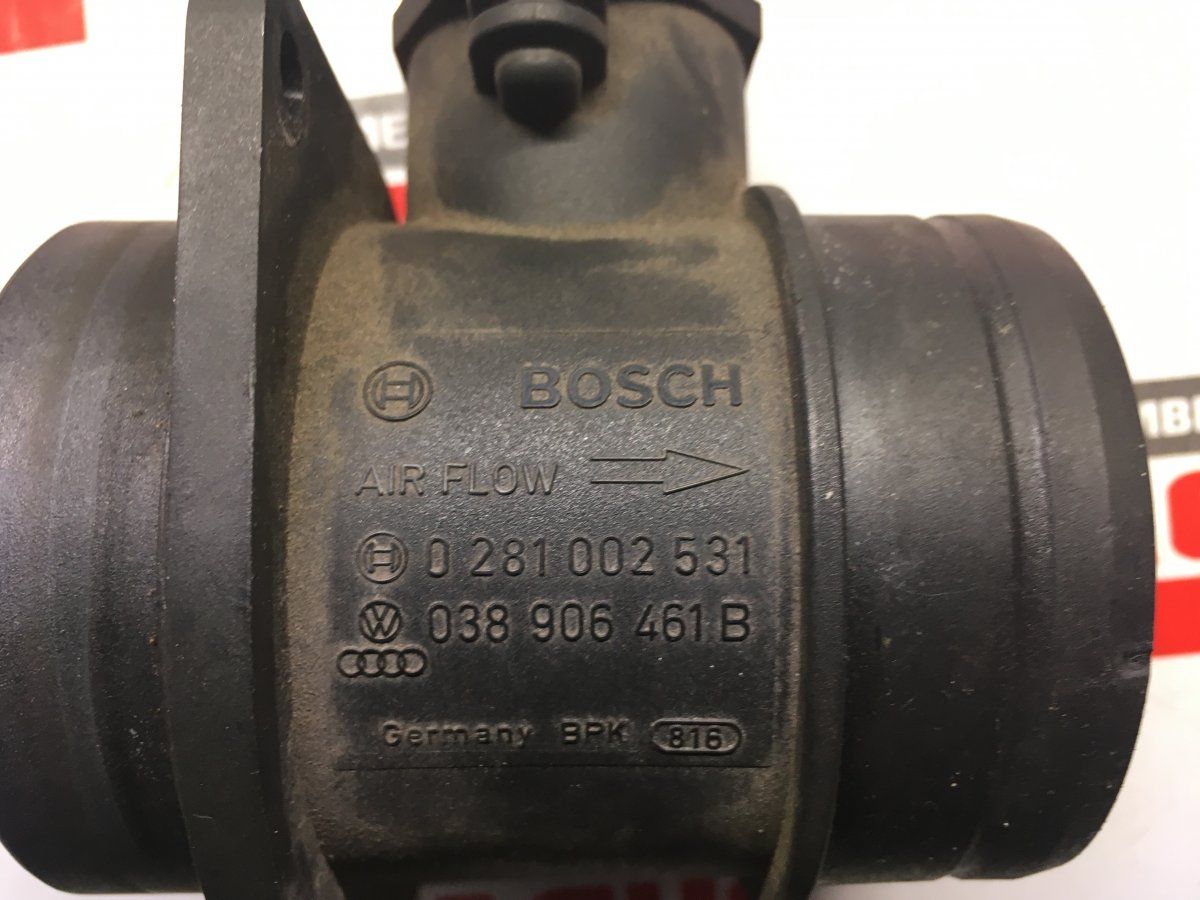 BOSCH
AIR FLOW
0 281 002 531
038 906 461 B
Germany BPK 816